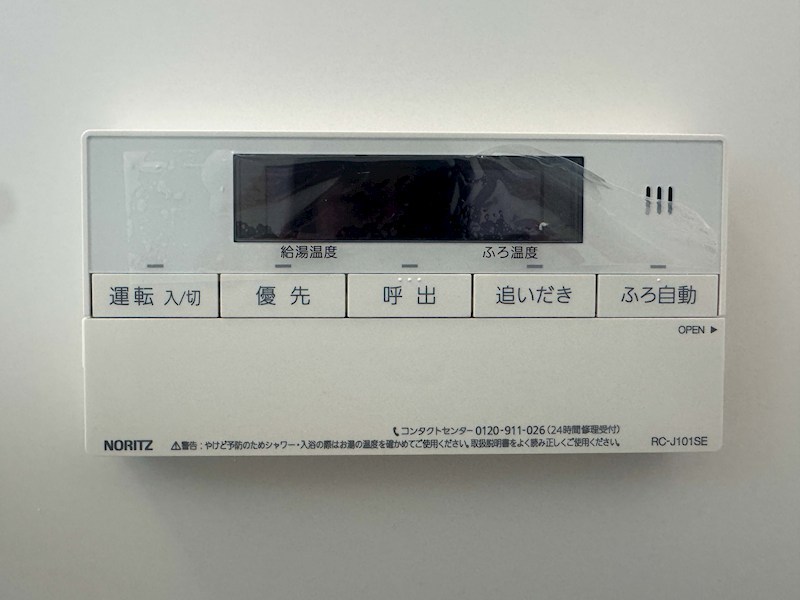 給湯温度 ふろ温度
運転 入/切 優先 呼出 追いだき ふろ自動
OPEN ▶
コンタクトセンター 0120-911-026 (24時間修理受付)
NORITZ ⚠警告:やけど予防のためシャワー・入浴の際はお湯の温度を確かめてご使用ください。取扱説明書をよく読み正しくご使用ください。 RC-J101SE